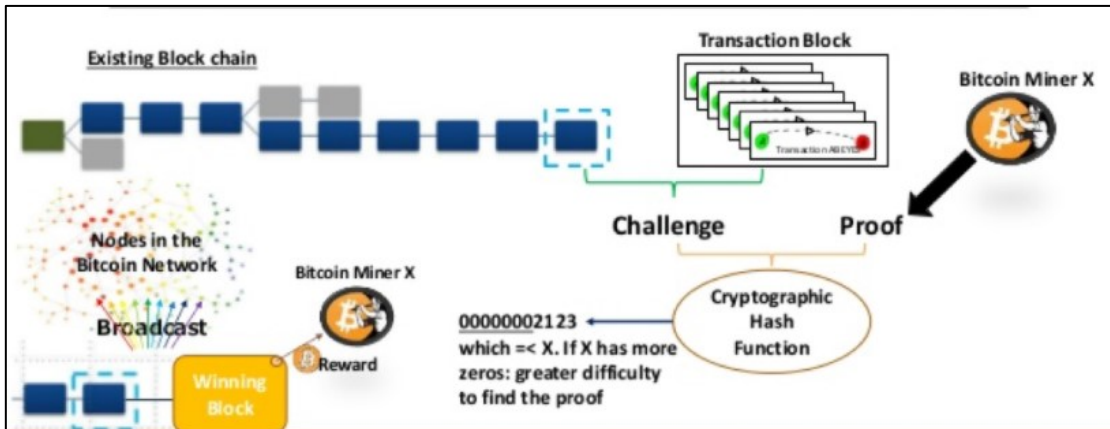 Existing Block chain
Transaction Block
Bitcoin Miner X
Transaction
Challenge
Proof
Nodes in the
Bitcoin Network
Bitcoin Miner X
Cryptographic
Hash
Function
00000002123
which =< X. If X has more
zeros: greater difficulty
to find the proof
Broadcast
Reward
Winning
Block